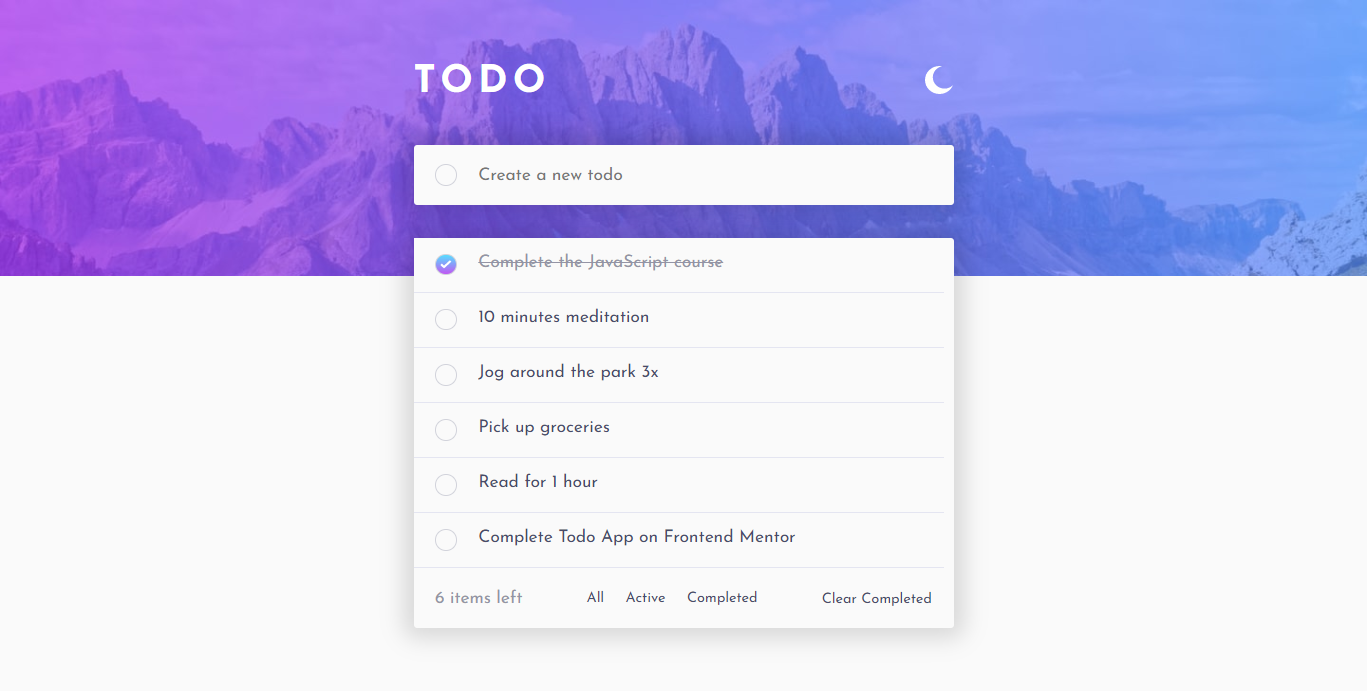 TODO
Create a new todo
Complete the JavaScript course
10 minutes meditation
Jog around the park 3x
Pick up groceries
Read for 1 hour
Complete Todo App on Frontend Mentor
6 items left All Active Completed Clear Completed